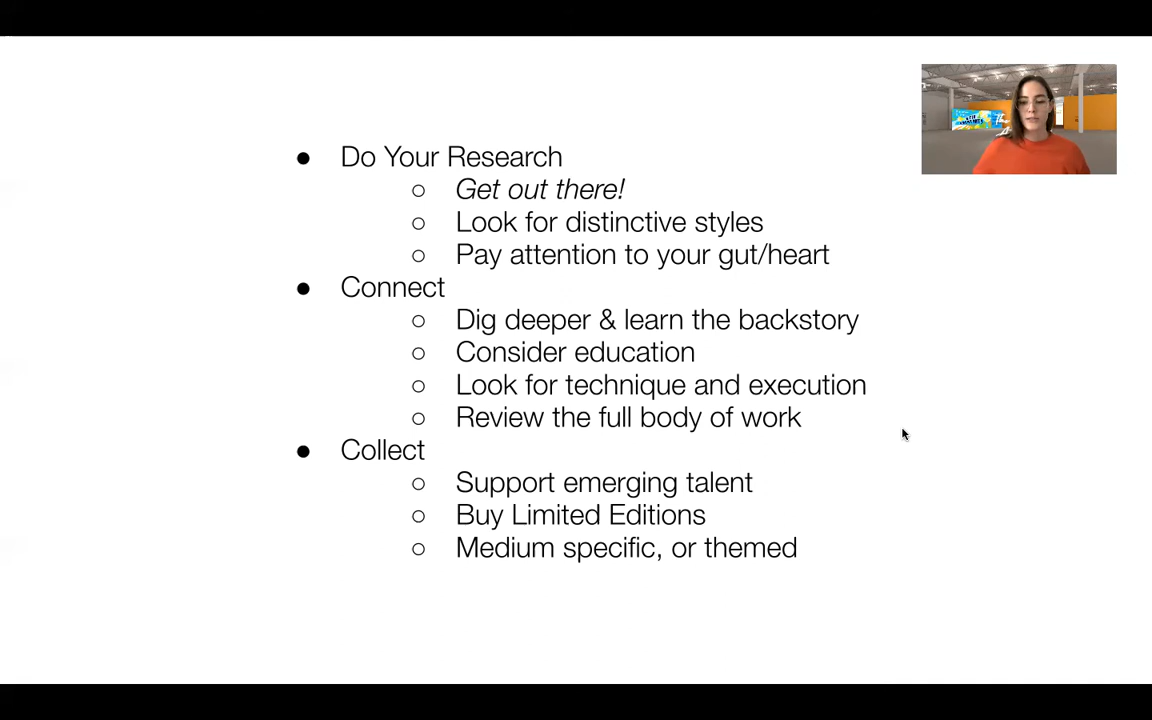 ● Do Your Research
○ Get out there!
○ Look for distinctive styles
○ Pay attention to your gut/heart
● Connect
○ Dig deeper & learn the backstory
○ Consider education
○ Look for technique and execution
○ Review the full body of work
● Collect
○ Support emerging talent
○ Buy Limited Editions
○ Medium specific, or themed